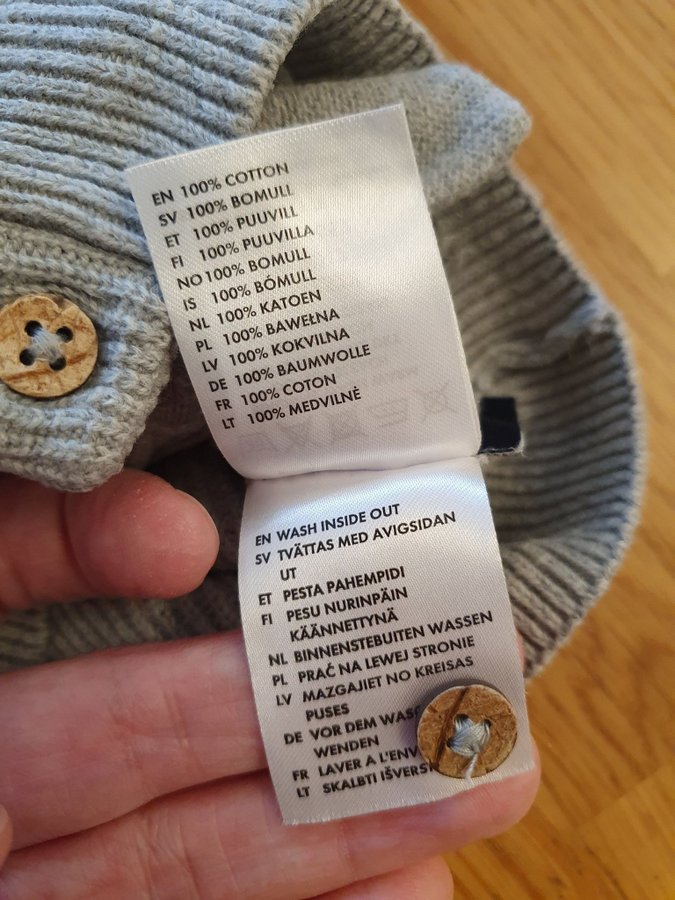 EN 100% COTTON
SV 100% BOMULL
ET 100% PUUVILL
FI 100% PUUVILLA
NO 100% BOMULL
IS 100% BÓMULL
NL 100% KATOEN
PL 100% BAWEŁNA
LV 100% KOKVILNA
DE 100% BAUMWOLLE
FR 100% COTON
LT 100% MEDVILNĖ
EN WASH INSIDE OUT
SV TVÄTTAS MED AVIGSIDAN
UT
ET PESTA PAHEMPIDI
FI PESU NURINPÄIN
KÄÄNNETTYNÄ
NL BINNENSTEBUITEN WASSEN
PL PRAĆ NA LEWEJ STRONIE
LV MAZGAJIET NO KREISAS
PUSES
DE VOR DEM
WENDEN
FR LAVER A
LT SKALBTI